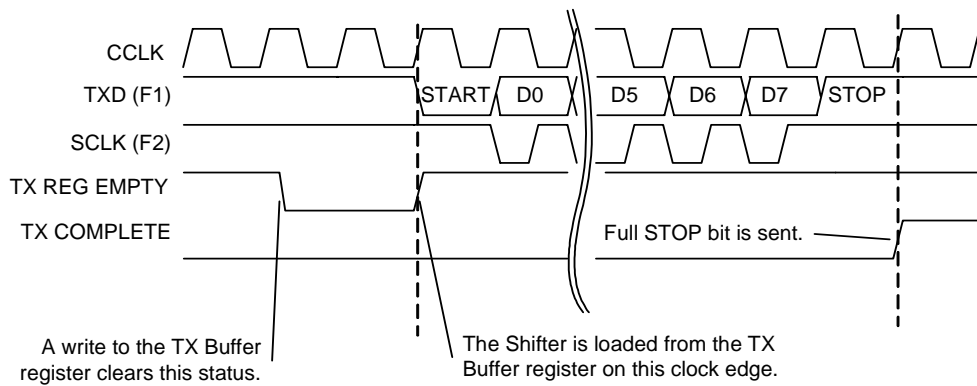 CCLK
TXD (F1)
START
D0
D5
D6
D7
STOP
SCLK (F2)
TX REG EMPTY
TX COMPLETE
Full STOP bit is sent.
A write to the TX Buffer
register clears this status.
The Shifter is loaded from the TX
Buffer register on this clock edge.